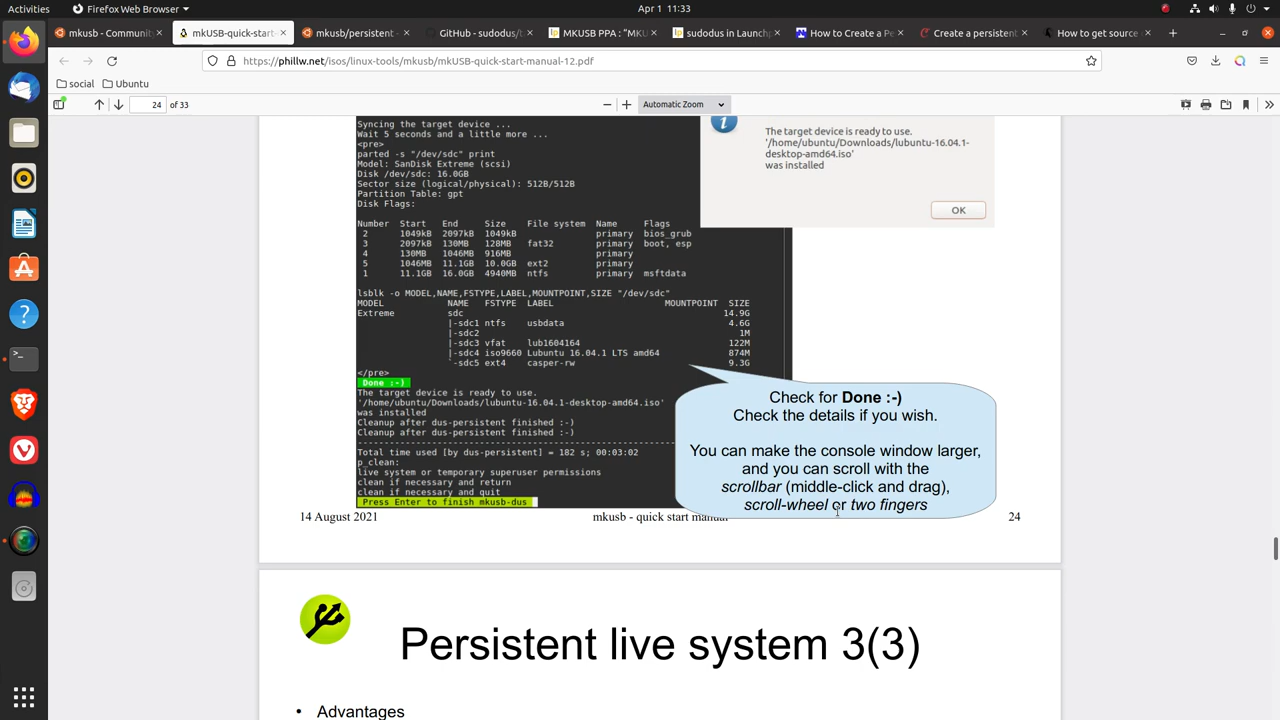 Activities
Firefox Web Browser
Apr 1 11:33
mkusb - Community
mkUSB-quick-start-
mkusb/persistent -
GitHub - sudodus/t
MKUSB PPA : “MKU
sudodus in Launchp
How to Create a Pe
Create a persistent
How to get source
https://phillw.net/isos/linux-tools/mkusb/mkUSB-quick-start-manual-12.pdf
social
Ubuntu
24 of 33
Automatic Zoom
Syncing the target device ...
Wait 5 seconds and a little more ...
<pre>
parted -s "/dev/sdc" print
Model: SanDisk Extreme (scsi)
Disk /dev/sdc: 16.0GB
Sector size (logical/physical): 512B/512B
Partition Table: gpt
Disk Flags:
Number Start End Size File system Name Flags
2 1049kB 2097kB 1049kB primary bios_grub
3 2097kB 130MB 128MB fat32 primary boot, esp
4 130MB 1046MB 916MB primary
5 1046MB 11.1GB 10.0GB ext2 primary
1 11.1GB 16.0GB 4940MB ntfs primary msftdata
lsblk -o MODEL,NAME,FSTYPE,LABEL,MOUNTPOINT,SIZE "/dev/sdc"
MODEL NAME FSTYPE LABEL MOUNTPOINT SIZE
Extreme sdc 14.9G
|-sdc1 ntfs usbdata 4.6G
|-sdc2 1M
|-sdc3 vfat lub1604164 122M
|-sdc4 iso9660 Lubuntu 16.04.1 LTS amd64 874M
`-sdc5 ext4 casper-rw 9.3G
</pre>
Done :-)
The target device is ready to use.
'/home/ubuntu/Downloads/lubuntu-16.04.1-desktop-amd64.iso'
was installed
Cleanup after dus-persistent finished :-)
Cleanup after dus-persistent finished :-)
Total time used [by dus-persistent] = 182 s; 00:03:02
p_clean:
live system or temporary superuser permissions
clean if necessary and return
clean if necessary and quit
Press Enter to finish mkusb-dus
The target device is ready to use.
'/home/ubuntu/Downloads/lubuntu-16.04.1-
desktop-amd64.iso'
was installed
OK
Check for Done :-)
Check the details if you wish.
You can make the console window larger,
and you can scroll with the
scrollbar (middle-click and drag),
scroll-wheel or two fingers
14 August 2021
mkusb - quick start manual
24
Persistent live system 3(3)
• Advantages